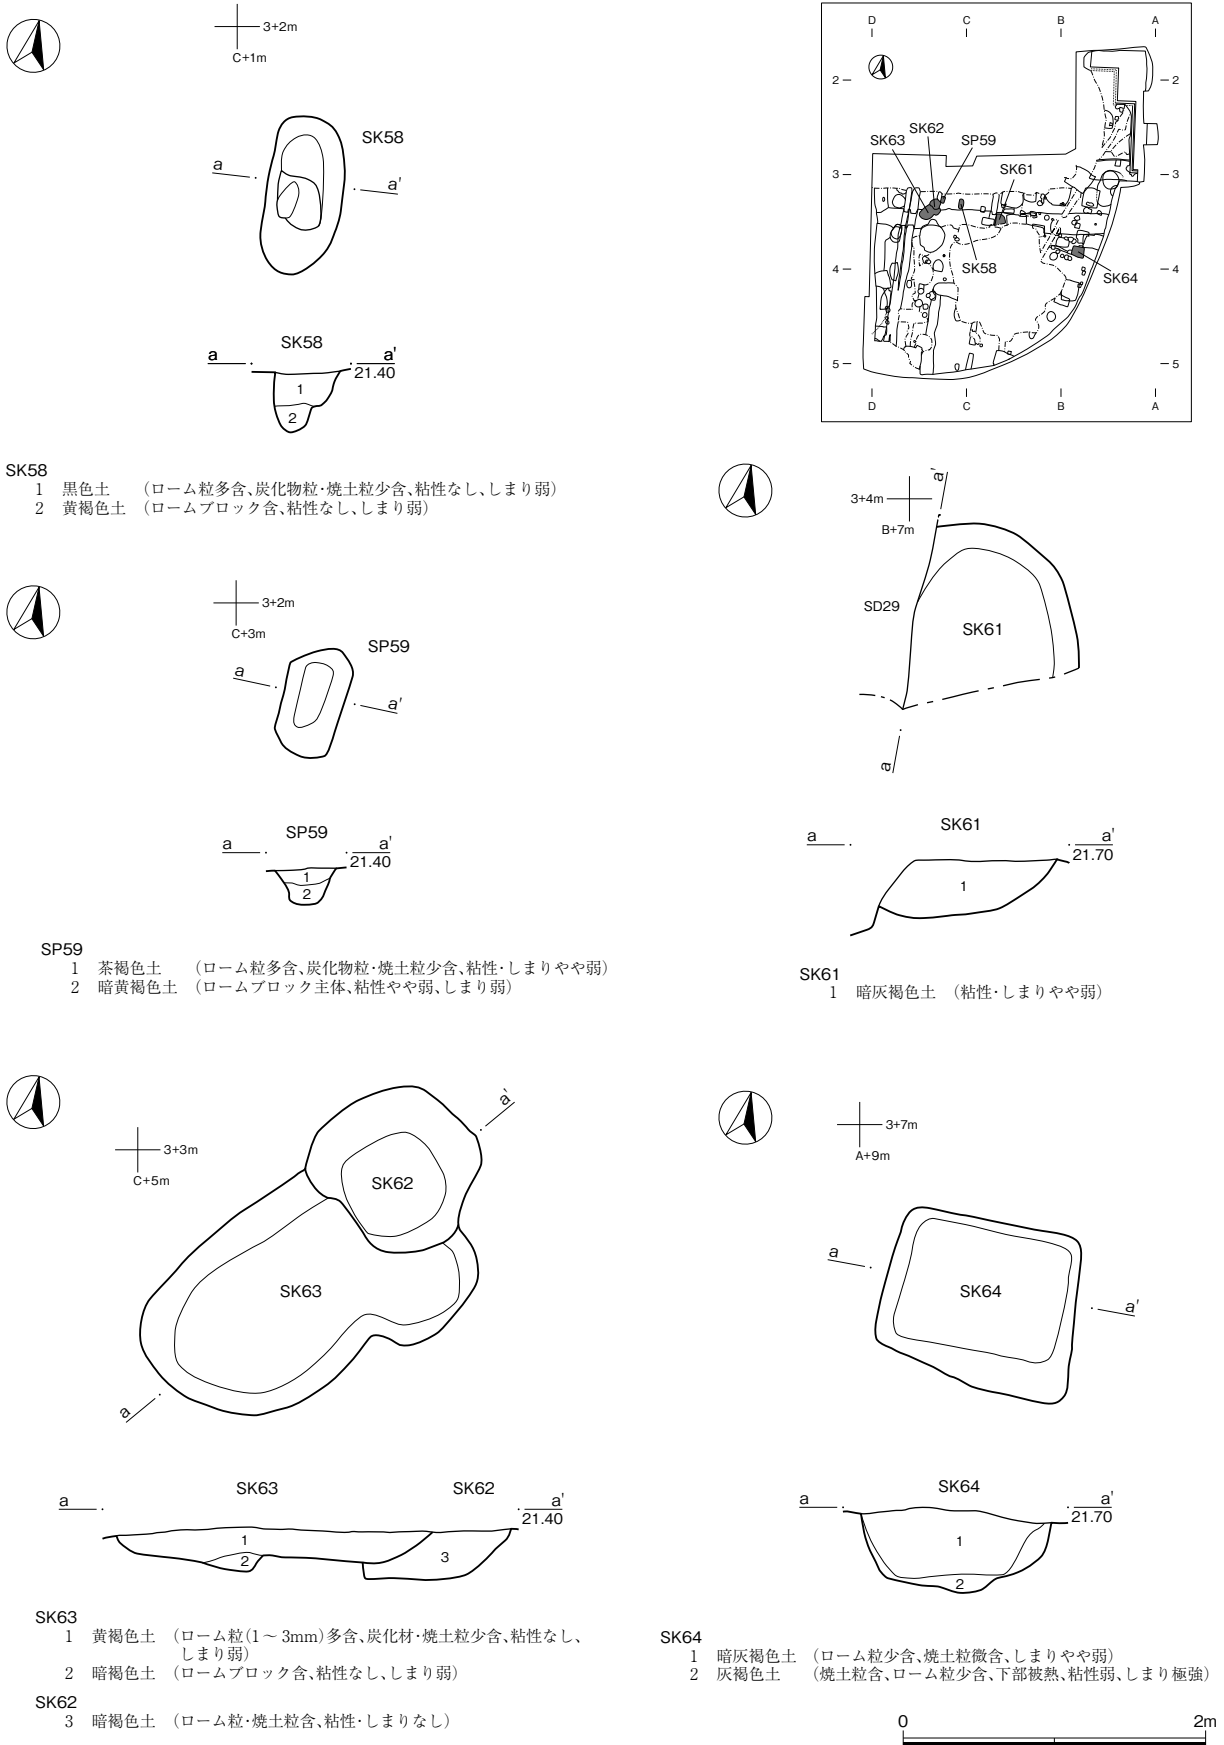 3+2m
C+1m
SK58
a
a'
SK58
a
a'
21.40
1
2
SK58
1 黒色土 （ローム粒多含、炭化物粒・焼土粒少含、粘性なし、しまり弱）
2 黄褐色土 （ロームブロック含、粘性なし、しまり弱）
D C B A
2 2
SK62
SK63 SP59
SK61
3 3
SK58
SK64
4 4
5 5
D C B A
3+2m
C+3m
SP59
a
a'
SP59
a
a'
21.40
1
2
SP59
1 茶褐色土 （ローム粒多含、炭化物粒・焼土粒少含、粘性・しまりやや弱）
2 暗黄褐色土 （ロームブロック主体、粘性やや弱、しまり弱）
a'
3+4m
B+7m
SD29
SK61
a
SK61
a
a'
21.70
1
SK61
1 暗灰褐色土 （粘性・しまりやや弱）
3+3m
C+5m
a'
SK62
SK63
a
SK63 SK62
a
a'
21.40
1
2
3
SK63
1 黄褐色土 （ローム粒（1～3mm）多含、炭化材・焼土粒少含、粘性なし、
しまり弱）
2 暗褐色土 （ロームブロック含、粘性なし、しまり弱）
SK62
3 暗褐色土 （ローム粒・焼土粒含、粘性・しまりなし）
3+7m
A+9m
a
SK64
a'
SK64
a
a'
21.70
1
2
SK64
1 暗灰褐色土 （ローム粒少含、焼土粒微含、しまりやや弱）
2 灰褐色土 （焼土粒含、ローム粒少含、下部被熱、粘性弱、しまり極強）
0 2m